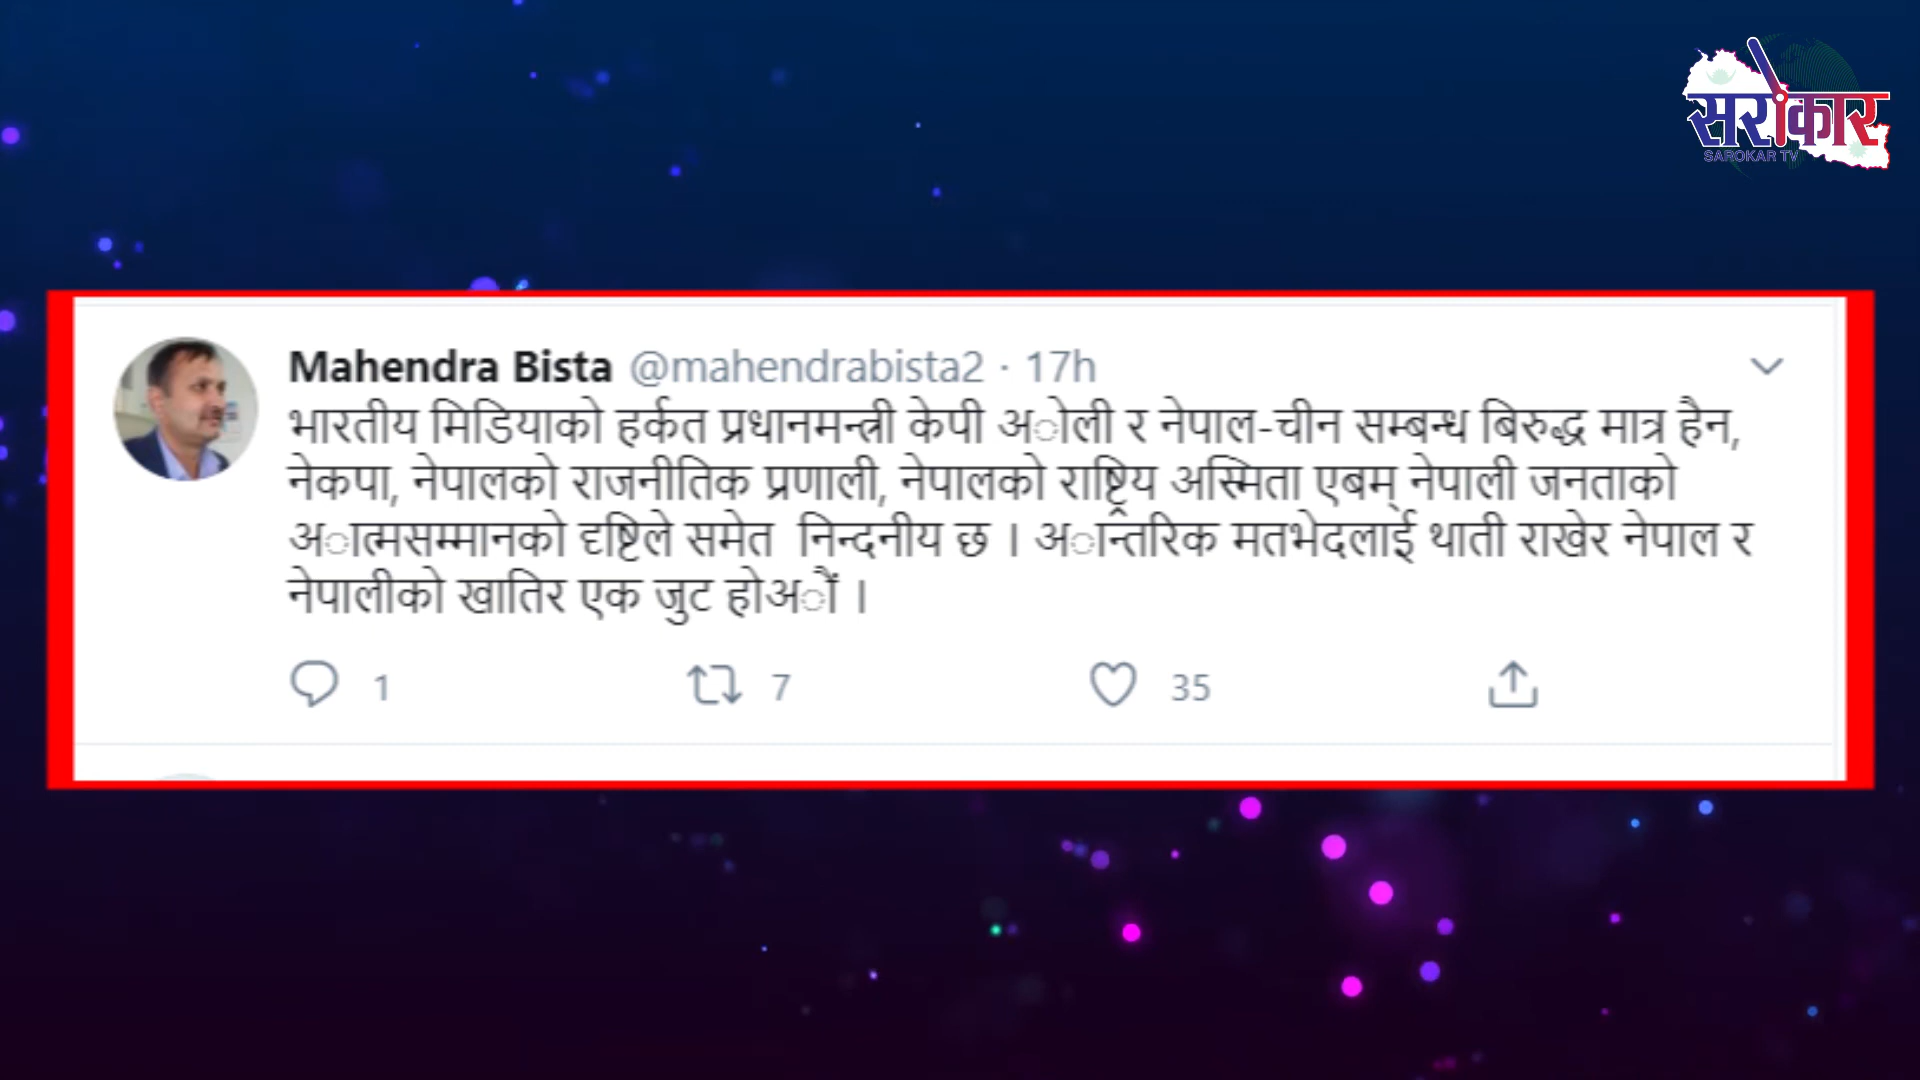 सरोकार
SAROKAR TV
Mahendra Bista @mahendrabista2 · 17h
भारतीय मिडियाको हर्कत प्रधानमन्त्री केपी अोली र नेपाल-चीन सम्बन्ध बिरुद्ध मात्र हैन,
नेकपा, नेपालको राजनीतिक प्रणाली, नेपालको राष्ट्रिय अस्मिता एबम् नेपाली जनताको
अात्मसम्मानको दृष्टिले समेत  निन्दनीय छ । अान्तरिक मतभेदलाई थाती राखेर नेपाल र
नेपालीको खातिर एक जुट होअौं ।
1 7 35